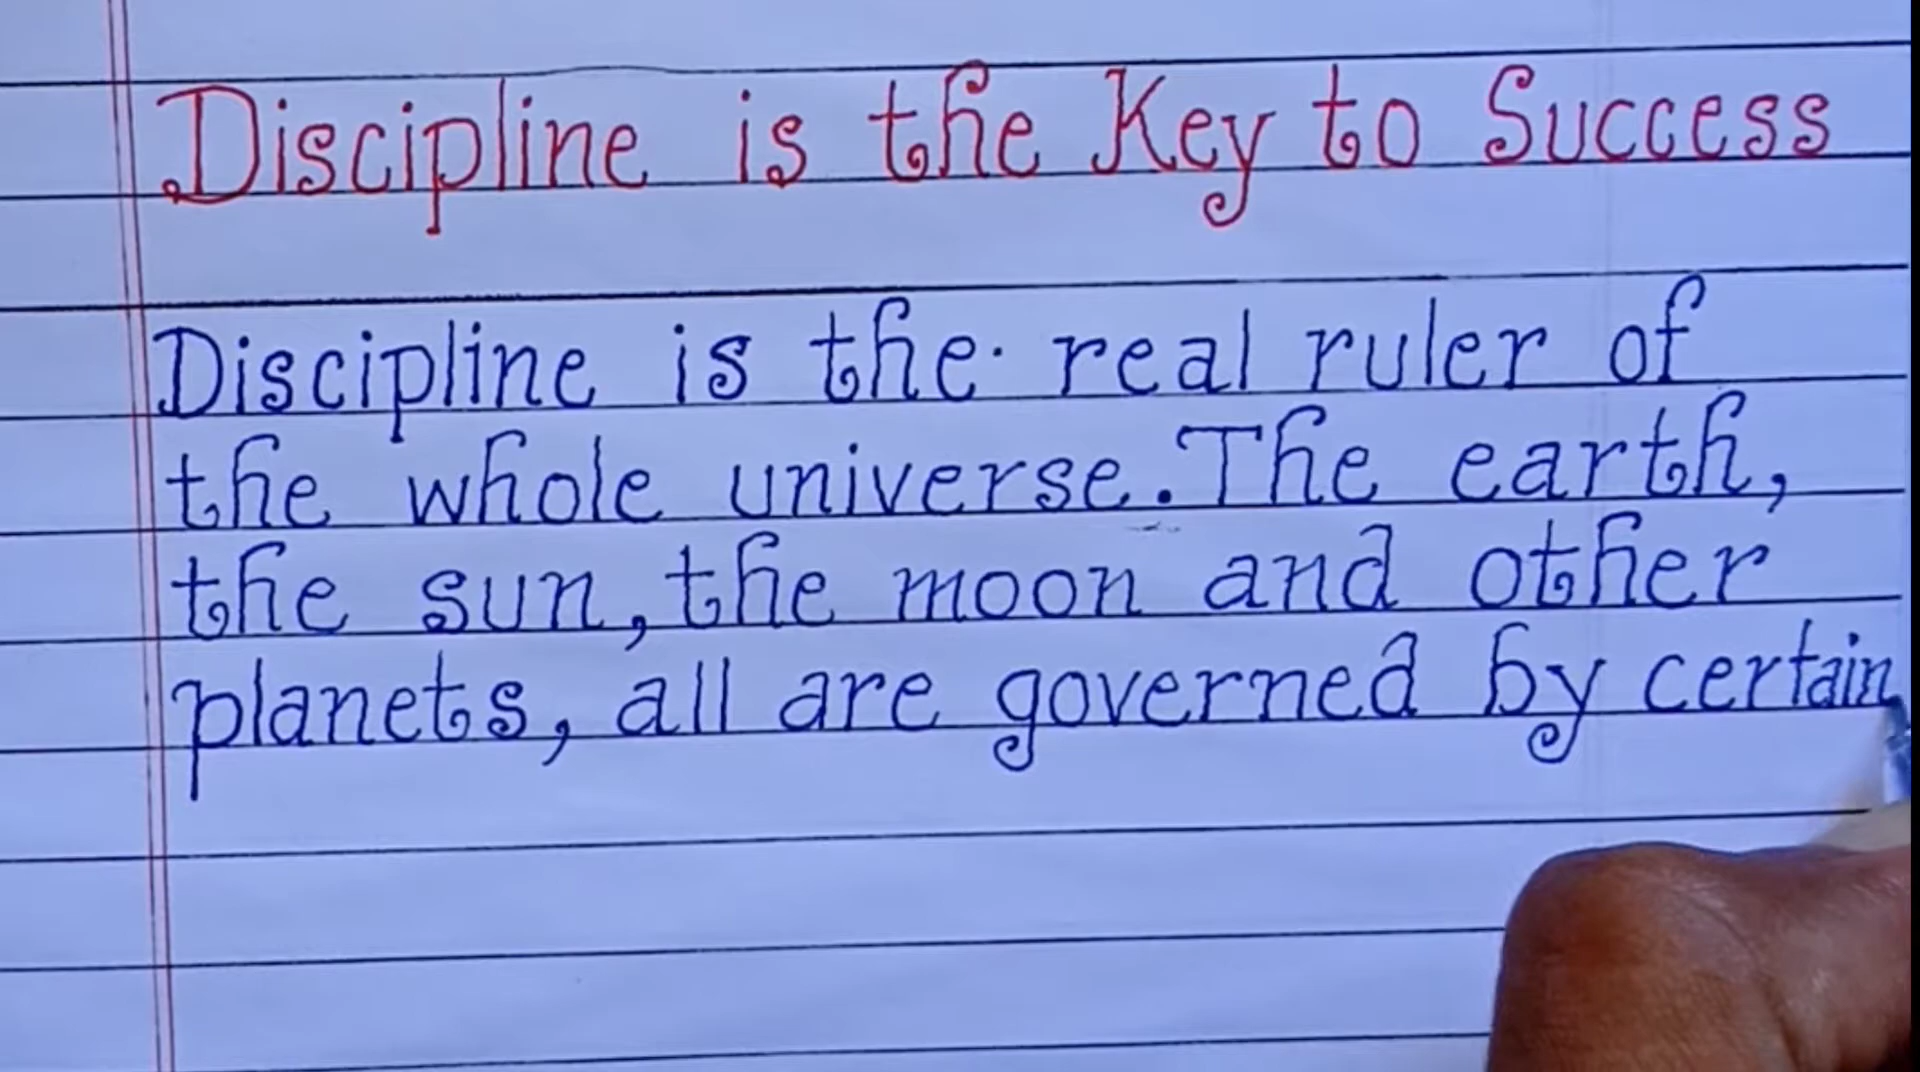 Discipline is the Key to Success
Discipline is the real ruler of
the whole universe. The earth,
the sun, the moon and other
planets, all are governed by certain